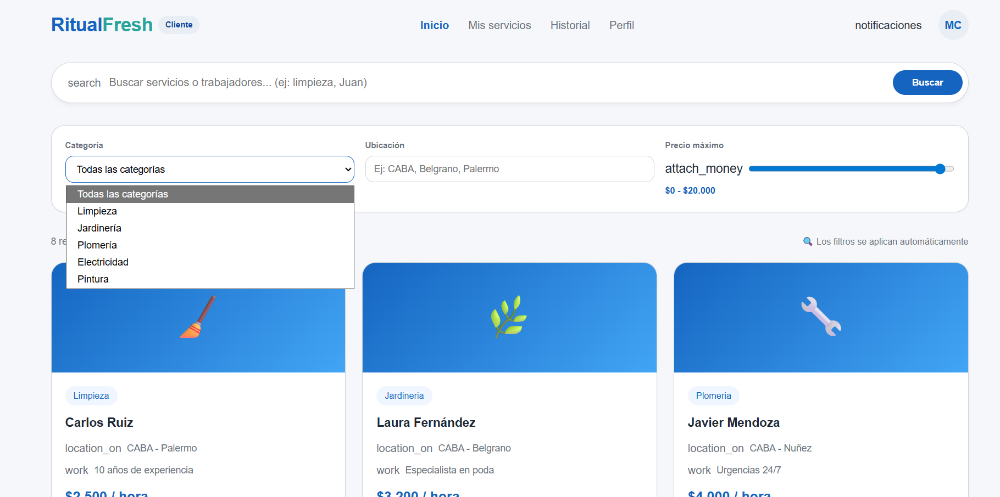 RitualFresh Cliente Inicio Mis servicios Historial Perfil notificaciones MC
search Buscar servicios o trabajadores... (ej: limpieza, Juan) Buscar
Categoría Ubicación Precio máximo
Todas las categorías Ej: CABA, Belgrano, Palermo attach_money
$0 - $20.000
Todas las categorías
Limpieza
Jardinería
Plomería
Electricidad
Pintura
8 Los filtros se aplican automáticamente
Limpieza Jardineria Plomeria
Carlos Ruiz Laura Fernández Javier Mendoza
location_on CABA - Palermo location_on CABA - Belgrano location_on CABA - Nuñez
work 10 años de experiencia work Especialista en poda work Urgencias 24/7
$2.500 / hora $3.200 / hora $4.000 / hora